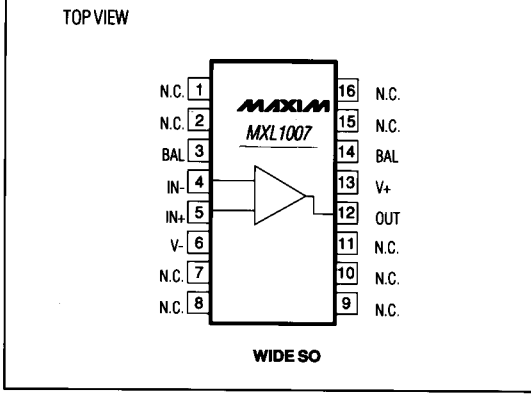 TOP VIEW
MAXIM
MXL1007
N.C. 1
N.C. 2
BAL 3
IN- 4
IN+ 5
V- 6
N.C. 7
N.C. 8
16 N.C.
15 N.C.
14 BAL
13 V+
12 OUT
11 N.C.
10 N.C.
9 N.C.
WIDE SO